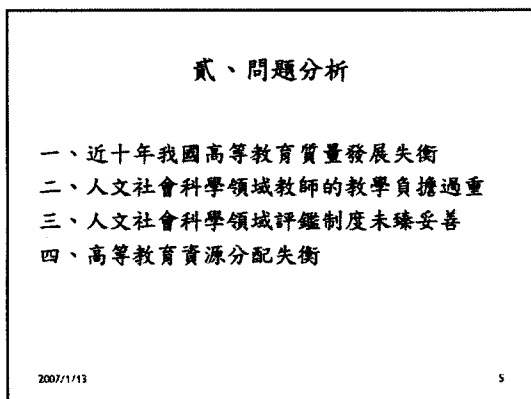 貳、問題分析
一、近十年我國高等教育質量發展失衡
二、人文社會科學領域教師的教學負擔過重
三、人文社會科學領域評鑑制度未臻妥善
四、高等教育資源分配失衡
2007/1/13
5